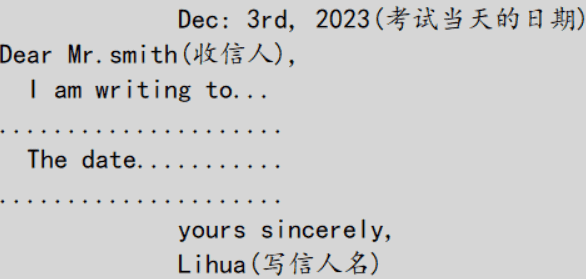 Dec: 3rd, 2023(考试当天的日期)
Dear Mr.smith(收信人),
I am writing to...
.....................
The date...........
.....................
yours sincerely,
Lihua(写信人名)